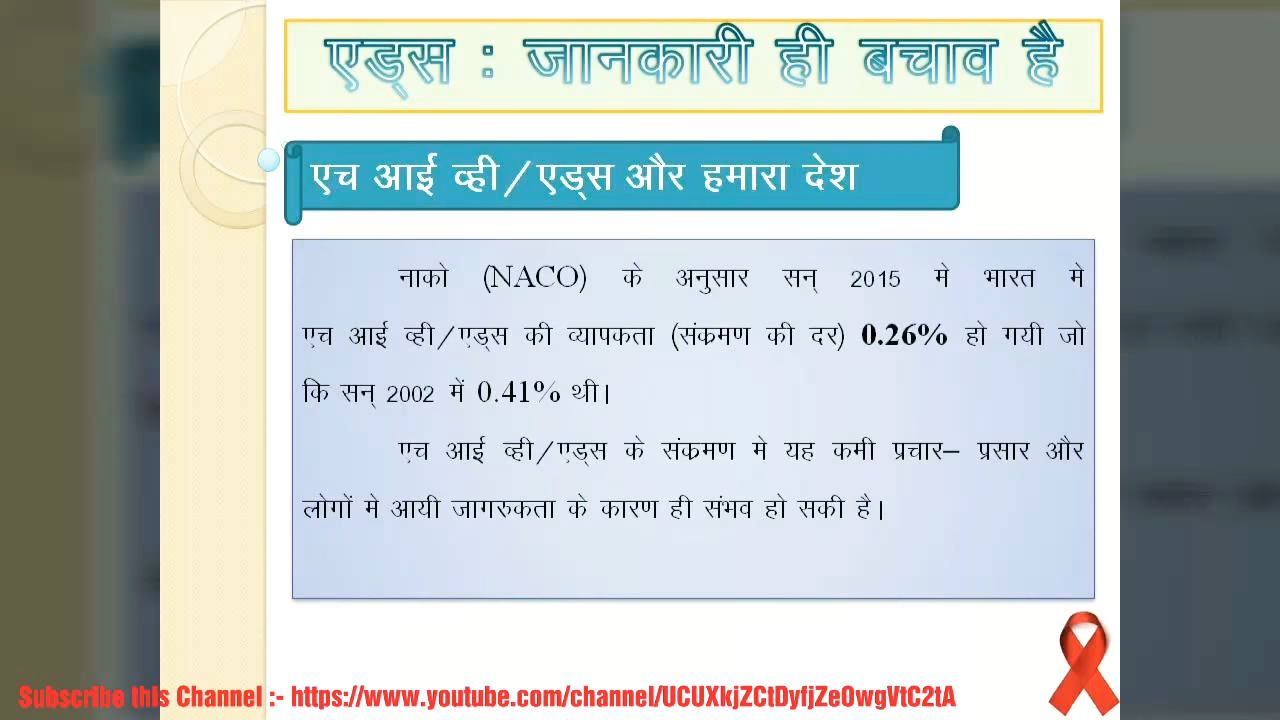 एड्स : जानकारी ही बचाव है
एच आई व्ही/एड्स और हमारा देश
नाको (NACO) के अनुसार सन् 2015 मे भारत मे
एच आई व्ही/एड्स की व्यापकता (संक्रमण की दर) 0.26% हो गयी जो
कि सन् 2002 में 0.41% थी।
एच आई व्ही/एड्स के संक्रमण मे यह कमी प्रचार– प्रसार और
लोगों मे आयी जागरुकता के कारण ही संभव हो सकी है।
Subscribe this Channel :- https://www.youtube.com/channel/UCUXkjZCtDyfjZeOwgVtC2tA